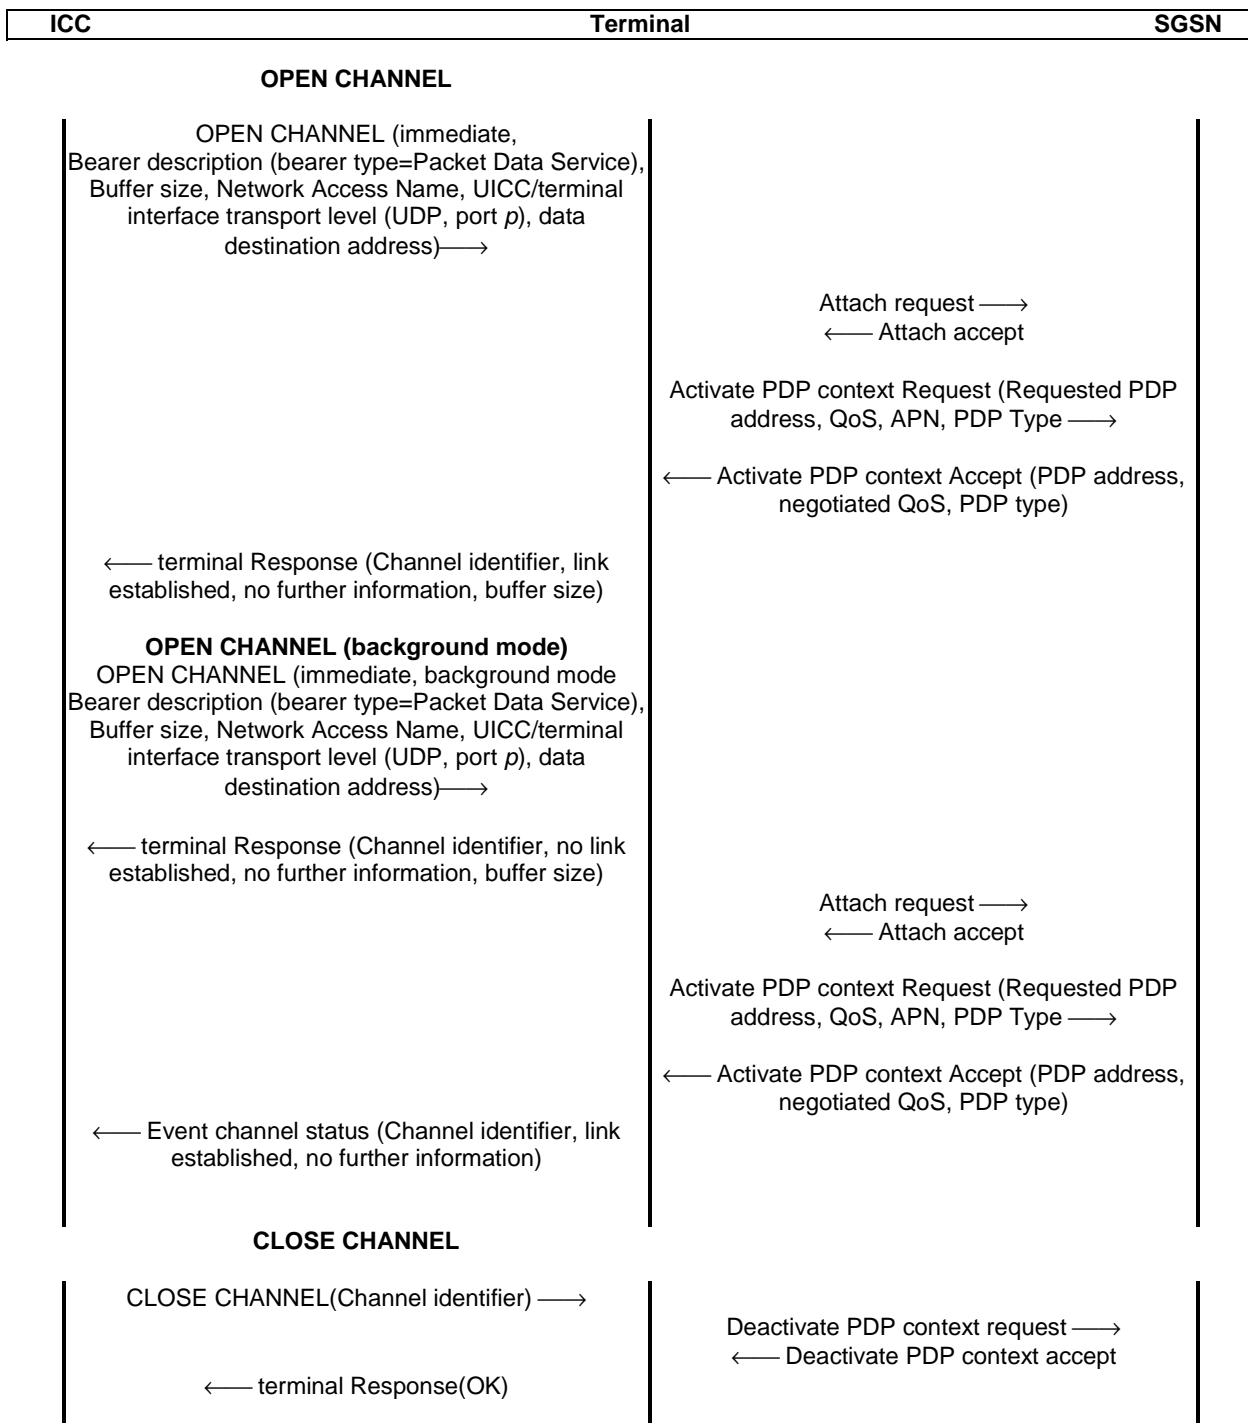 ICC Terminal SGSN
OPEN CHANNEL
OPEN CHANNEL (immediate,
Bearer description (bearer type=Packet Data Service),
Buffer size, Network Access Name, UICC/terminal
interface transport level (UDP, port p), data
destination address)⟶
Attach request ⟶
⟵ Attach accept
Activate PDP context Request (Requested PDP
address, QoS, APN, PDP Type ⟶
⟵ Activate PDP context Accept (PDP address,
negotiated QoS, PDP type)
⟵ terminal Response (Channel identifier, link
established, no further information, buffer size)
OPEN CHANNEL (background mode)
OPEN CHANNEL (immediate, background mode
Bearer description (bearer type=Packet Data Service),
Buffer size, Network Access Name, UICC/terminal
interface transport level (UDP, port p), data
destination address)⟶
⟵ terminal Response (Channel identifier, no link
established, no further information, buffer size)
Attach request ⟶
⟵ Attach accept
Activate PDP context Request (Requested PDP
address, QoS, APN, PDP Type ⟶
⟵ Activate PDP context Accept (PDP address,
negotiated QoS, PDP type)
⟵ Event channel status (Channel identifier, link
established, no further information)
CLOSE CHANNEL
CLOSE CHANNEL(Channel identifier) ⟶
Deactivate PDP context request ⟶
⟵ Deactivate PDP context accept
⟵ terminal Response(OK)